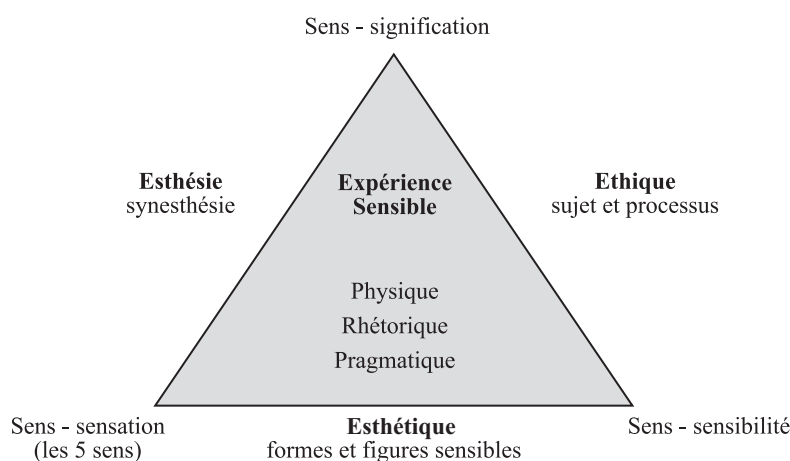 Sens - signification
Esthésie
synesthésie
Expérience
Sensible
Ethique
sujet et processus
Physique
Rhétorique
Pragmatique
Sens - sensation
(les 5 sens)
Esthétique
formes et figures sensibles
Sens - sensibilité